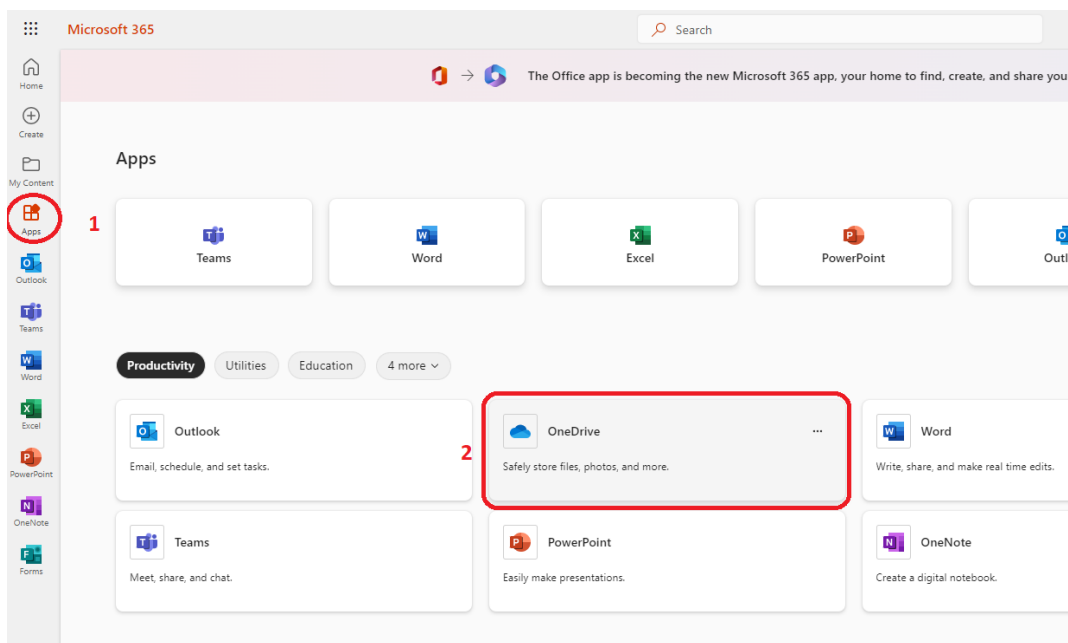 Microsoft 365
Search
Home
The Office app is becoming the new Microsoft 365 app, your home to find, create, and share you
Create
My Content
Apps
Apps
1
Outlook
Teams
Word
Excel
PowerPoint
OneNote
Forms
Teams
Word
Excel
PowerPoint
Outl
Productivity
Utilities
Education
4 more
Outlook
Email, schedule, and set tasks.
2
OneDrive
...
Safely store files, photos, and more.
Word
Write, share, and make real time edits.
Teams
Meet, share, and chat.
PowerPoint
Easily make presentations.
OneNote
Create a digital notebook.